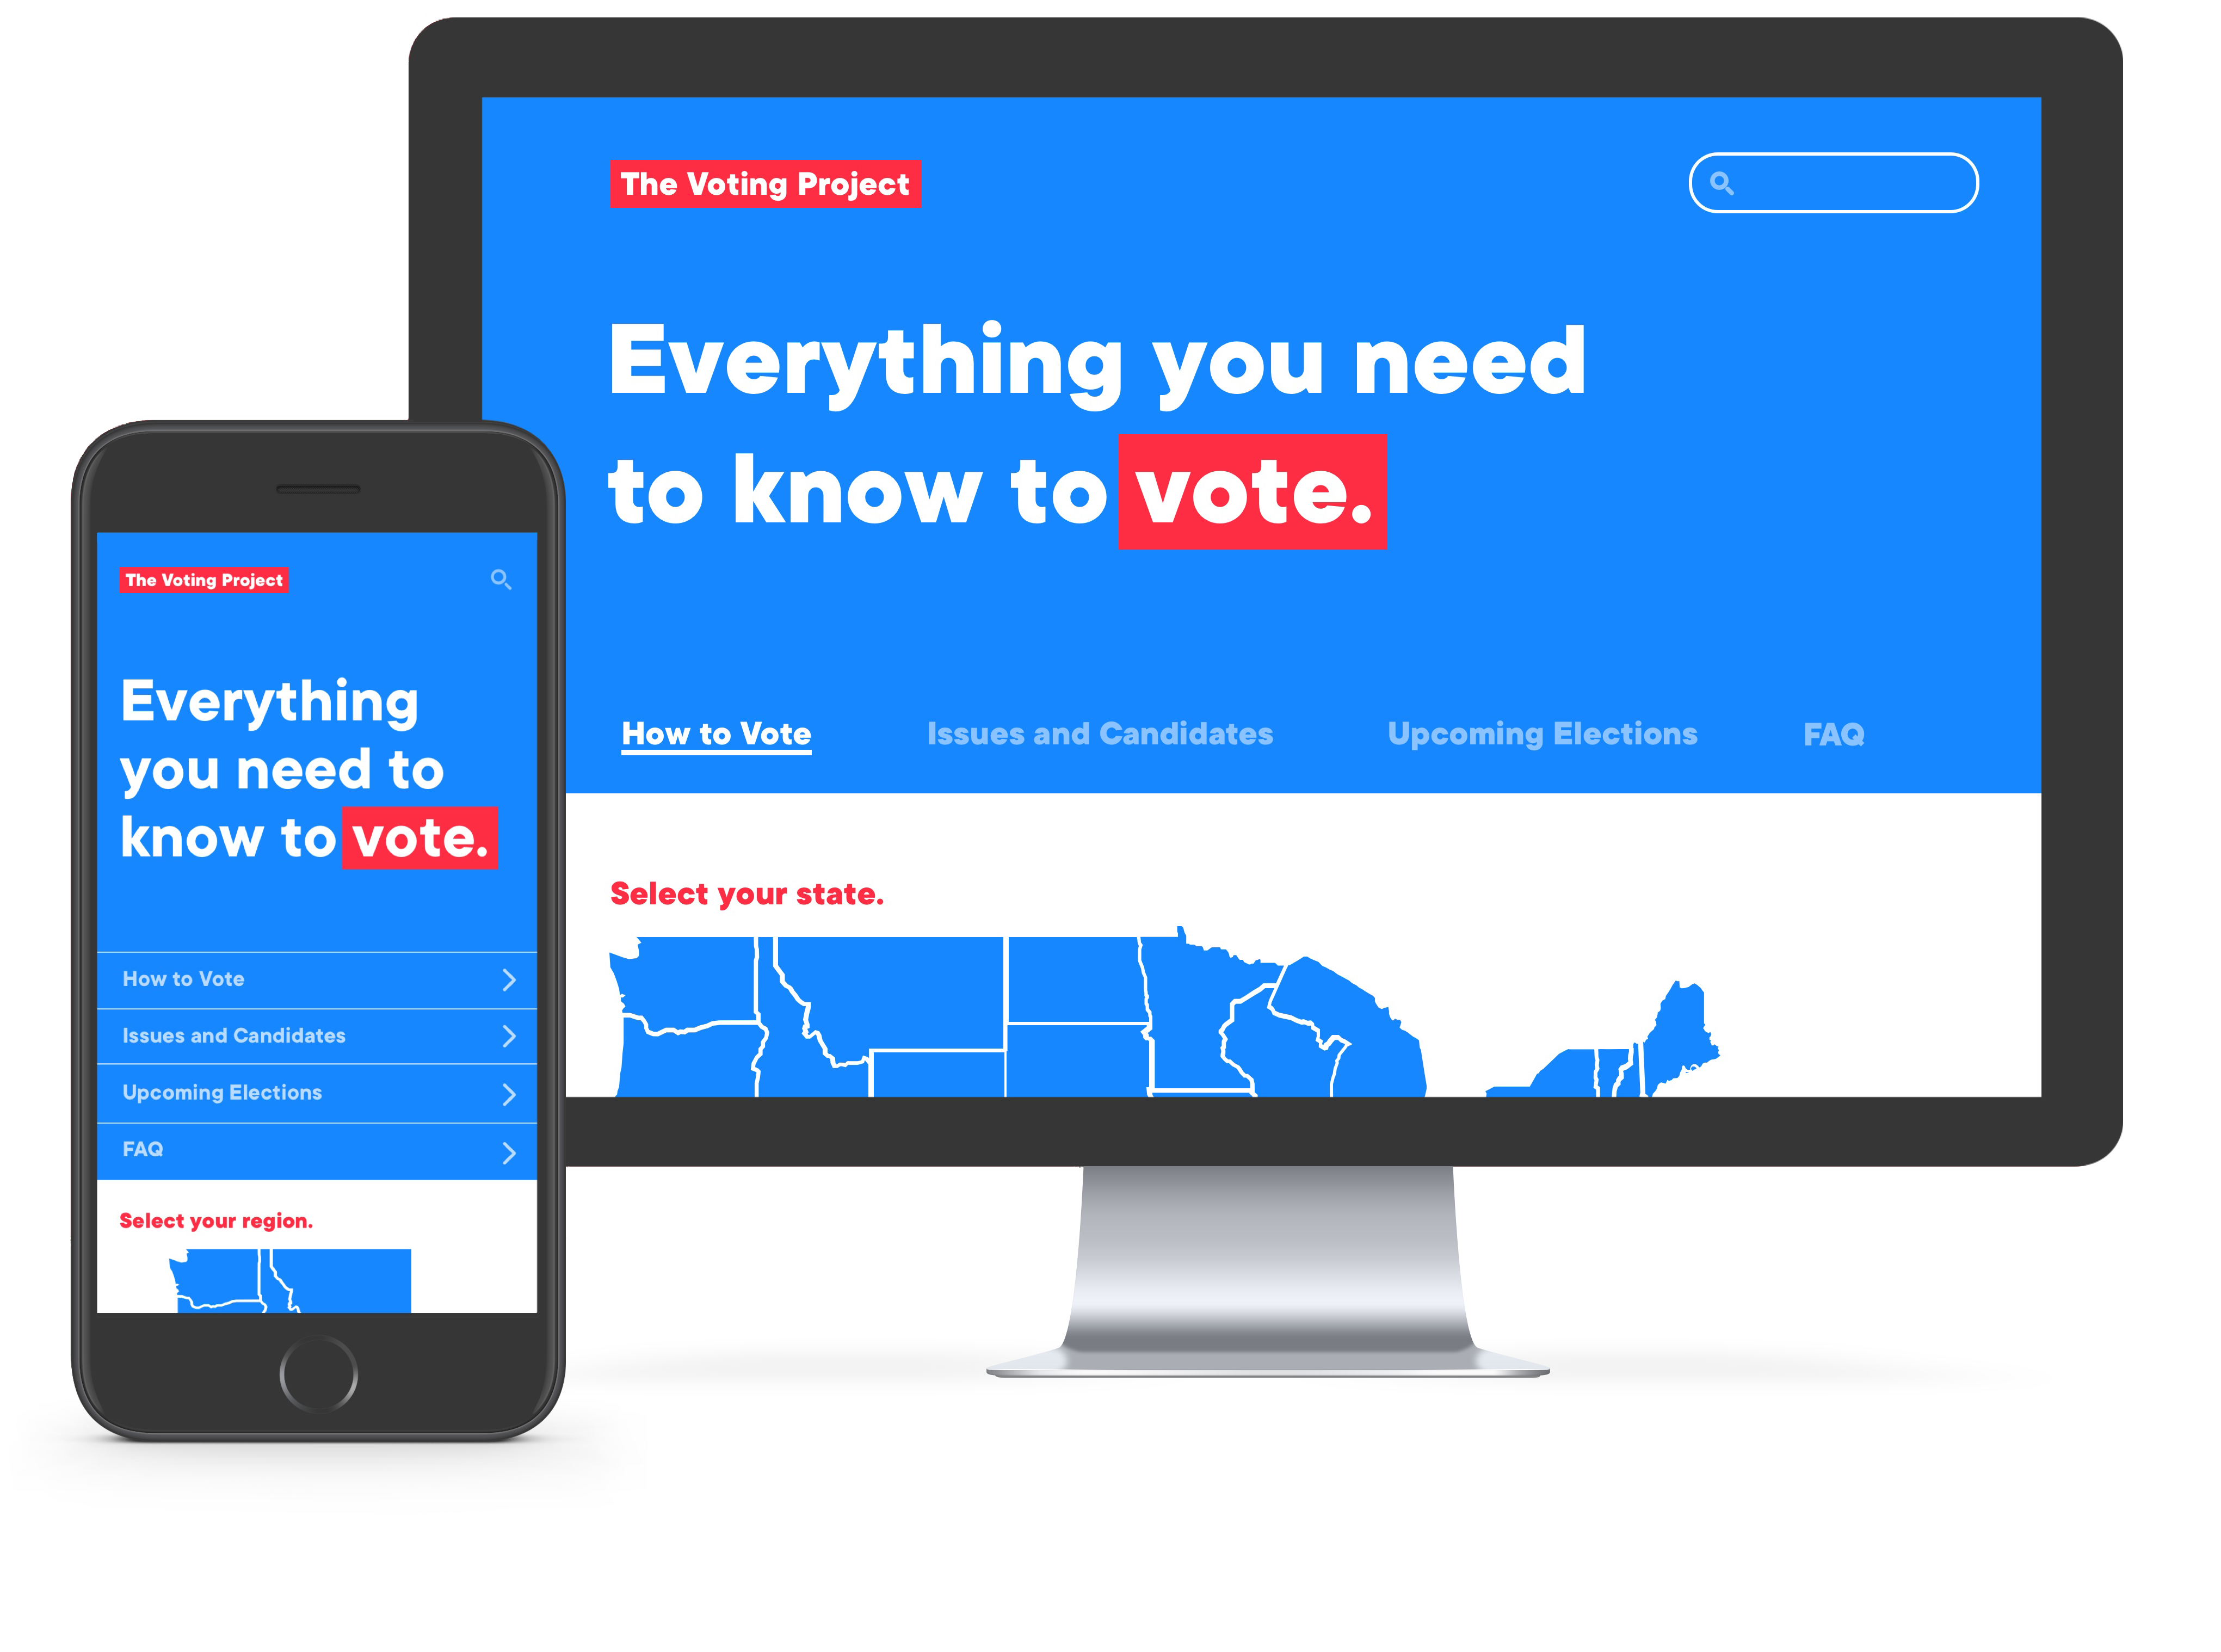 The Voting Project
Everything you need
to know to vote.
How to Vote
Issues and Candidates
Upcoming Elections
FAQ
Select your state.
The Voting Project
Everything
you need to
know to vote.
How to Vote
Issues and Candidates
Upcoming Elections
FAQ
Select your region.